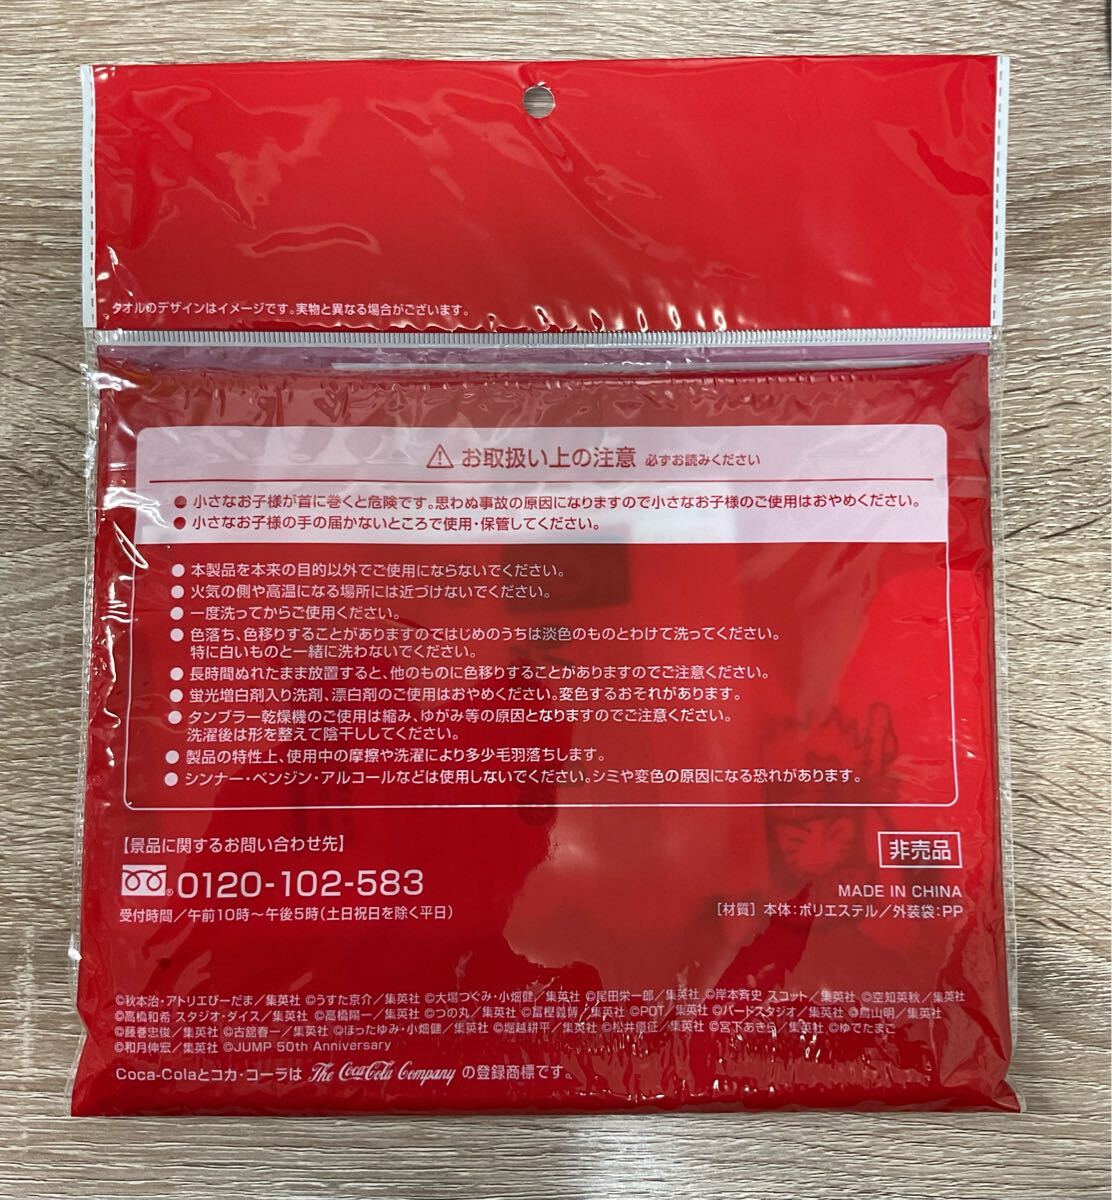 タオルのデザインはイメージです。実物と異なる場合がございます。
⚠ お取扱い上の注意 必ずお読みください
● 小さなお子様が首に巻くと危険です。思わぬ事故の原因になりますので小さなお子様のご使用はおやめください。
● 小さなお子様の手の届かないところで使用・保管してください。
● 本製品を本来の目的以外でご使用にならないでください。
● 火気の側や高温になる場所には近づけないでください。
● 一度洗ってからご使用ください。
● 色落ち、色移りすることがありますのではじめのうちは淡色のものとわけて洗ってください。
特に白いものと一緒に洗わないでください。
● 長時間ぬれたまま放置すると、他のものに色移りすることがありますのでご注意ください。
● 蛍光増白剤入り洗剤、漂白剤のご使用はおやめください。変色するおそれがあります。
● タンブラー乾燥機のご使用は縮み、ゆがみ等の原因となりますのでご注意ください。
洗濯後は形を整えて陰干ししてください。
● 製品の特性上、使用中の摩擦や洗濯により多少毛羽落ちします。
● シンナー・ベンジン・アルコールなどは使用しないでください。シミや変色の原因になる恐れがあります。
【景品に関するお問い合わせ先】
0120-102-583
受付時間／午前10時～午後5時（土日祝日を除く平日）
非売品
MADE IN CHINA
［材質］本体：ポリエステル／外装袋：PP
©秋本治・アトリエびーだま／集英社 ©うすた京介／集英社 ©大場つぐみ・小畑健／集英社 ©尾田栄一郎／集英社 ©岸本斉史 スコット／集英社 ©空知英秋／集英社
©高橋和希 スタジオ・ダイス／集英社 ©高橋陽一／集英社 ©つの丸／集英社 ©冨樫義博／集英社 ©POT／集英社 ©バードスタジオ／集英社 ©鳥山明／集英社
©藤巻忠俊／集英社 ©古舘春一／集英社 ©ほったゆみ・小畑健／集英社 ©堀越耕平／集英社 ©松井優征／集英社 ©宮下あきら／集英社 ©ゆでたまご
©和月伸宏／集英社 ©JUMP 50th Anniversary
Coca-Colaとコカ・コーラは The Coca-Cola Company の登録商標です。